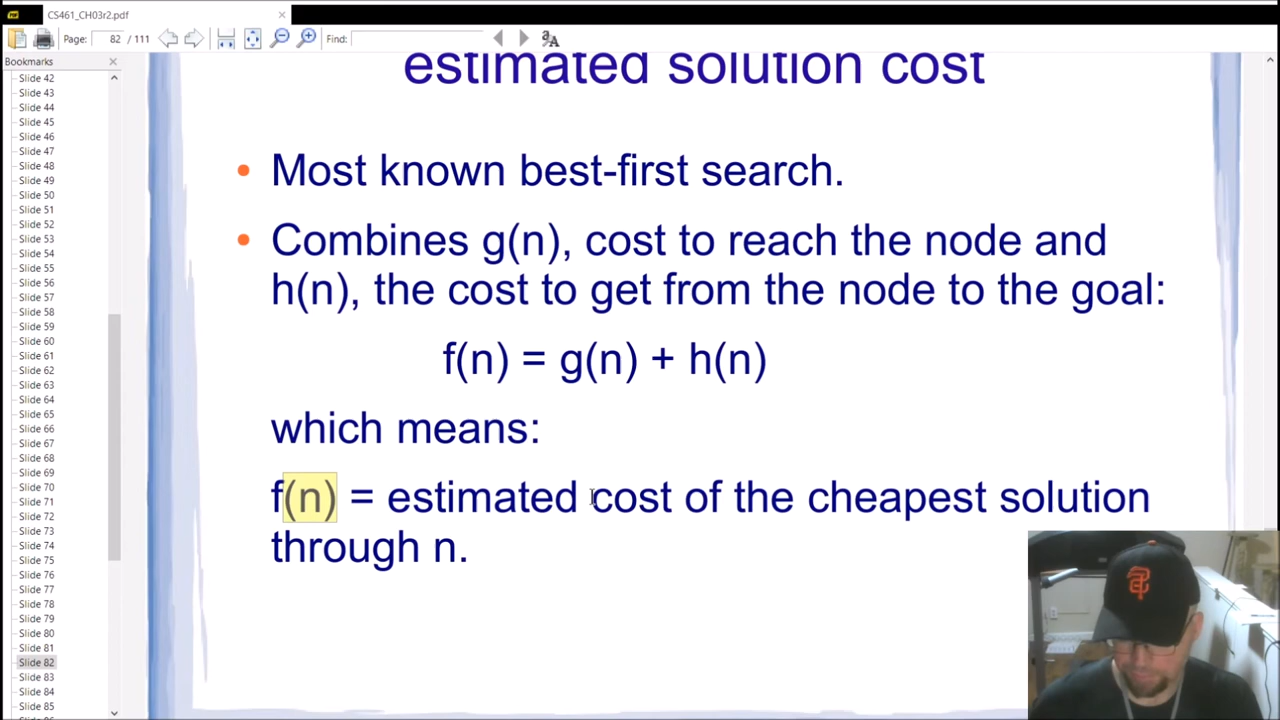 CS461_CH03r2.pdf
Page: 82 / 111
Find:
Bookmarks
Slide 42
Slide 43
Slide 44
Slide 45
Slide 46
Slide 47
Slide 48
Slide 49
Slide 50
Slide 51
Slide 52
Slide 53
Slide 54
Slide 55
Slide 56
Slide 57
Slide 58
Slide 59
Slide 60
Slide 61
Slide 62
Slide 63
Slide 64
Slide 65
Slide 66
Slide 67
Slide 68
Slide 69
Slide 70
Slide 71
Slide 72
Slide 73
Slide 74
Slide 75
Slide 76
Slide 77
Slide 78
Slide 79
Slide 80
Slide 81
Slide 82
Slide 83
Slide 84
Slide 85
estimated solution cost
• Most known best-first search.
• Combines g(n), cost to reach the node and
h(n), the cost to get from the node to the goal:
f(n) = g(n) + h(n)
which means:
f(n) = estimated cost of the cheapest solution
through n.